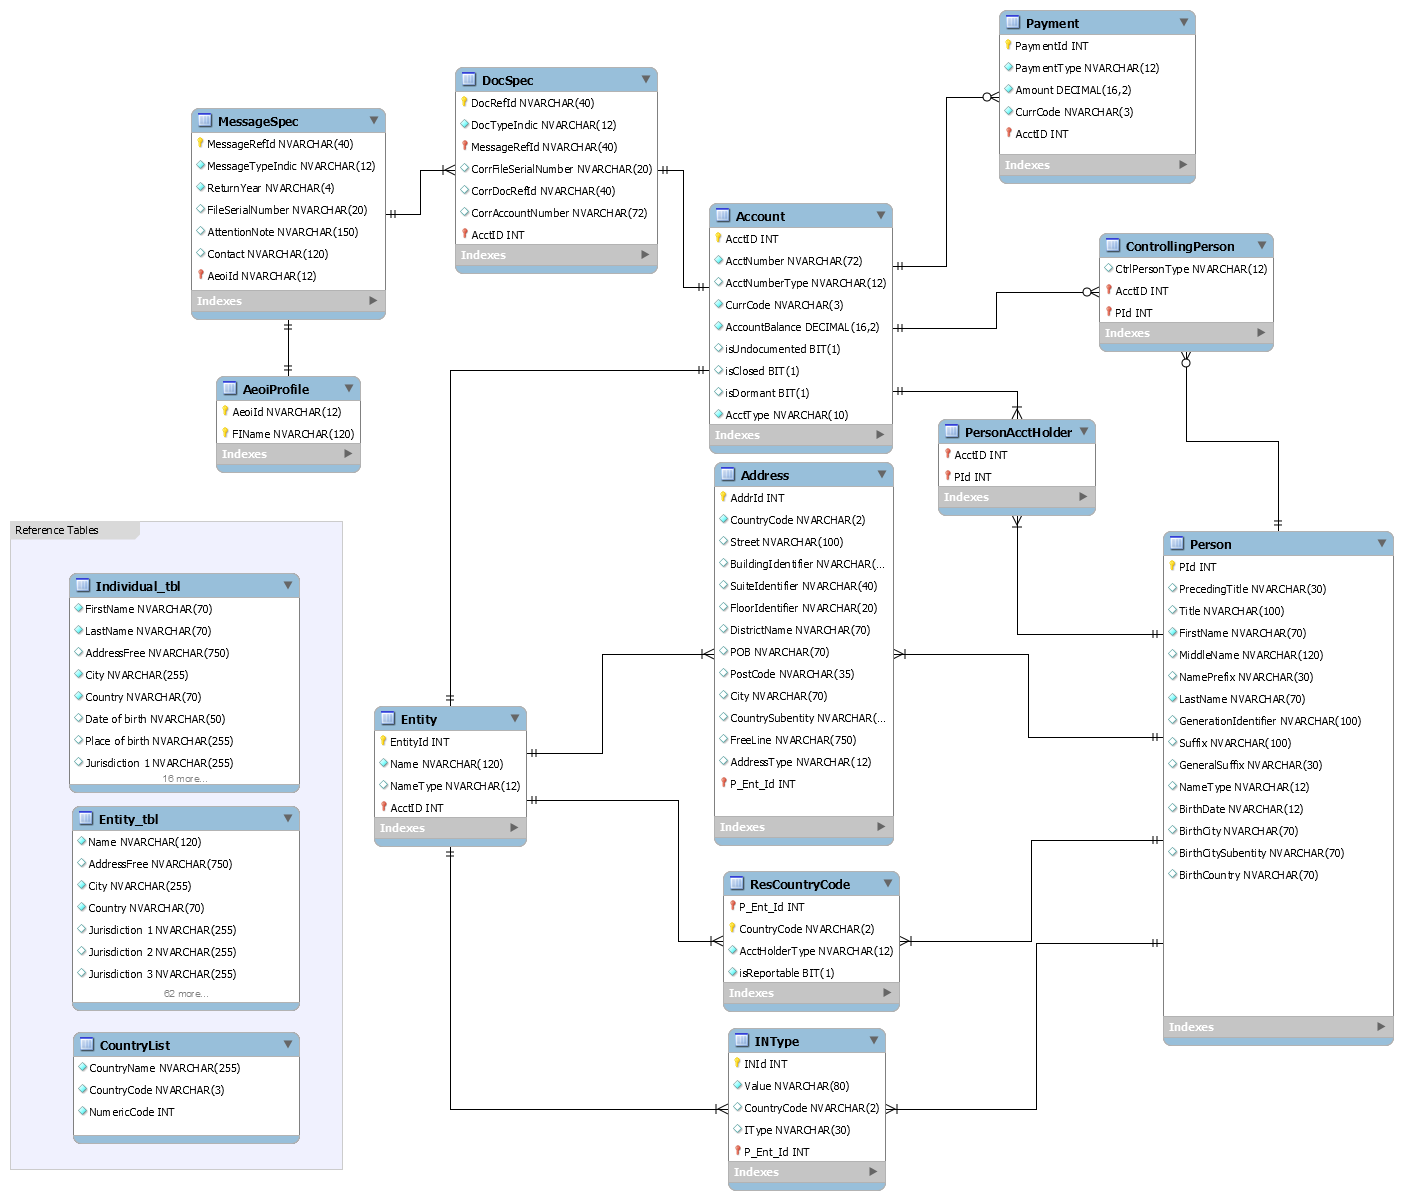 Payment
PaymentId INT
PaymentType NVARCHAR(12)
Amount DECIMAL(16,2)
CurrCode NVARCHAR(3)
AcctID INT
Indexes
DocSpec
DocRefId NVARCHAR(40)
DocTypeIndic NVARCHAR(12)
MessageRefId NVARCHAR(40)
CorrFileSerialNumber NVARCHAR(20)
CorrDocRefId NVARCHAR(40)
CorrAccountNumber NVARCHAR(72)
AcctID INT
Indexes
MessageSpec
MessageRefId NVARCHAR(40)
MessageTypeIndic NVARCHAR(12)
ReturnYear NVARCHAR(4)
FileSerialNumber NVARCHAR(20)
AttentionNote NVARCHAR(150)
Contact NVARCHAR(120)
AeoiId NVARCHAR(12)
Indexes
Account
AcctID INT
AcctNumber NVARCHAR(72)
AcctNumberType NVARCHAR(12)
CurrCode NVARCHAR(3)
AccountBalance DECIMAL(16,2)
isUndocumented BIT(1)
isClosed BIT(1)
isDormant BIT(1)
AcctType NVARCHAR(10)
Indexes
ControllingPerson
CtrlPersonType NVARCHAR(12)
AcctID INT
PId INT
Indexes
AeoiProfile
AeoiId NVARCHAR(12)
FIName NVARCHAR(120)
Indexes
PersonAcctHolder
AcctID INT
PId INT
Indexes
Address
AddrId INT
CountryCode NVARCHAR(2)
Street NVARCHAR(100)
BuildingIdentifier NVARCHAR(...
SuiteIdentifier NVARCHAR(40)
FloorIdentifier NVARCHAR(20)
DistrictName NVARCHAR(70)
POB NVARCHAR(70)
PostCode NVARCHAR(35)
City NVARCHAR(70)
CountrySubentity NVARCHAR(...
FreeLine NVARCHAR(750)
AddressType NVARCHAR(12)
P_Ent_Id INT
Indexes
Person
PId INT
PrecedingTitle NVARCHAR(30)
Title NVARCHAR(100)
FirstName NVARCHAR(70)
MiddleName NVARCHAR(120)
NamePrefix NVARCHAR(30)
LastName NVARCHAR(70)
GenerationIdentifier NVARCHAR(100)
Suffix NVARCHAR(100)
GeneralSuffix NVARCHAR(30)
NameType NVARCHAR(12)
BirthDate NVARCHAR(12)
BirthCity NVARCHAR(70)
BirthCitySubentity NVARCHAR(70)
BirthCountry NVARCHAR(70)
Indexes
Reference Tables
Individual_tbl
FirstName NVARCHAR(70)
LastName NVARCHAR(70)
AddressFree NVARCHAR(750)
City NVARCHAR(255)
Country NVARCHAR(70)
Date of birth NVARCHAR(50)
Place of birth NVARCHAR(255)
Jurisdiction 1 NVARCHAR(255)
16 more...
Entity_tbl
Name NVARCHAR(120)
AddressFree NVARCHAR(750)
City NVARCHAR(255)
Country NVARCHAR(70)
Jurisdiction 1 NVARCHAR(255)
Jurisdiction 2 NVARCHAR(255)
Jurisdiction 3 NVARCHAR(255)
62 more...
CountryList
CountryName NVARCHAR(255)
CountryCode NVARCHAR(3)
NumericCode INT
Entity
EntityId INT
Name NVARCHAR(120)
NameType NVARCHAR(12)
AcctID INT
Indexes
ResCountryCode
P_Ent_Id INT
CountryCode NVARCHAR(2)
AcctHolderType NVARCHAR(12)
isReportable BIT(1)
Indexes
INType
INId INT
Value NVARCHAR(80)
CountryCode NVARCHAR(2)
IType NVARCHAR(30)
P_Ent_Id INT
Indexes